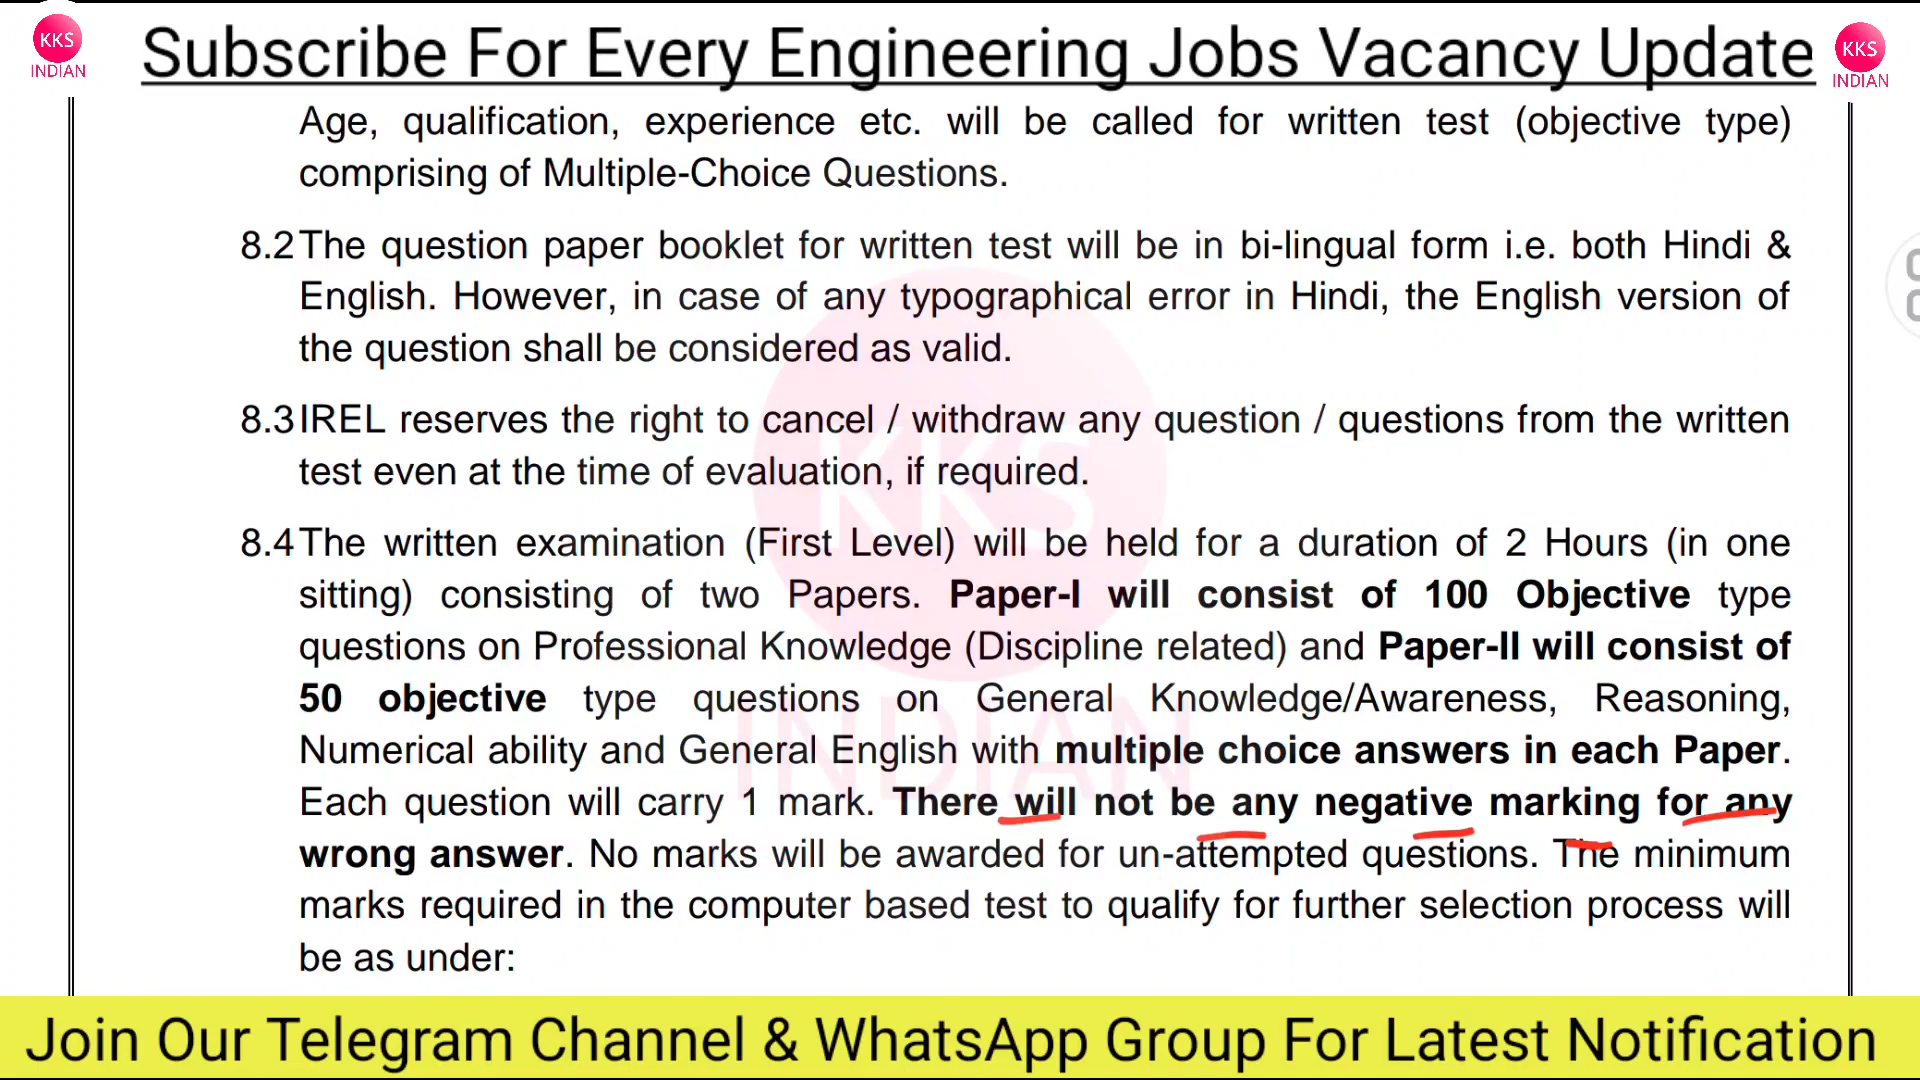 KKS
INDIAN
Subscribe For Every Engineering Jobs Vacancy Update
KKS
INDIAN
Age, qualification, experience etc. will be called for written test (objective type)
comprising of Multiple-Choice Questions.
8.2 The question paper booklet for written test will be in bi-lingual form i.e. both Hindi &
English. However, in case of any typographical error in Hindi, the English version of
the question shall be considered as valid.
8.3 IREL reserves the right to cancel / withdraw any question / questions from the written
test even at the time of evaluation, if required.
8.4 The written examination (First Level) will be held for a duration of 2 Hours (in one
sitting) consisting of two Papers. Paper-I will consist of 100 Objective type
questions on Professional Knowledge (Discipline related) and Paper-II will consist of
50 objective type questions on General Knowledge/Awareness, Reasoning,
Numerical ability and General English with multiple choice answers in each Paper.
Each question will carry 1 mark. There will not be any negative marking for any
wrong answer. No marks will be awarded for un-attempted questions. The minimum
marks required in the computer based test to qualify for further selection process will
be as under:
KKS
INDIAN
Join Our Telegram Channel & WhatsApp Group For Latest Notification